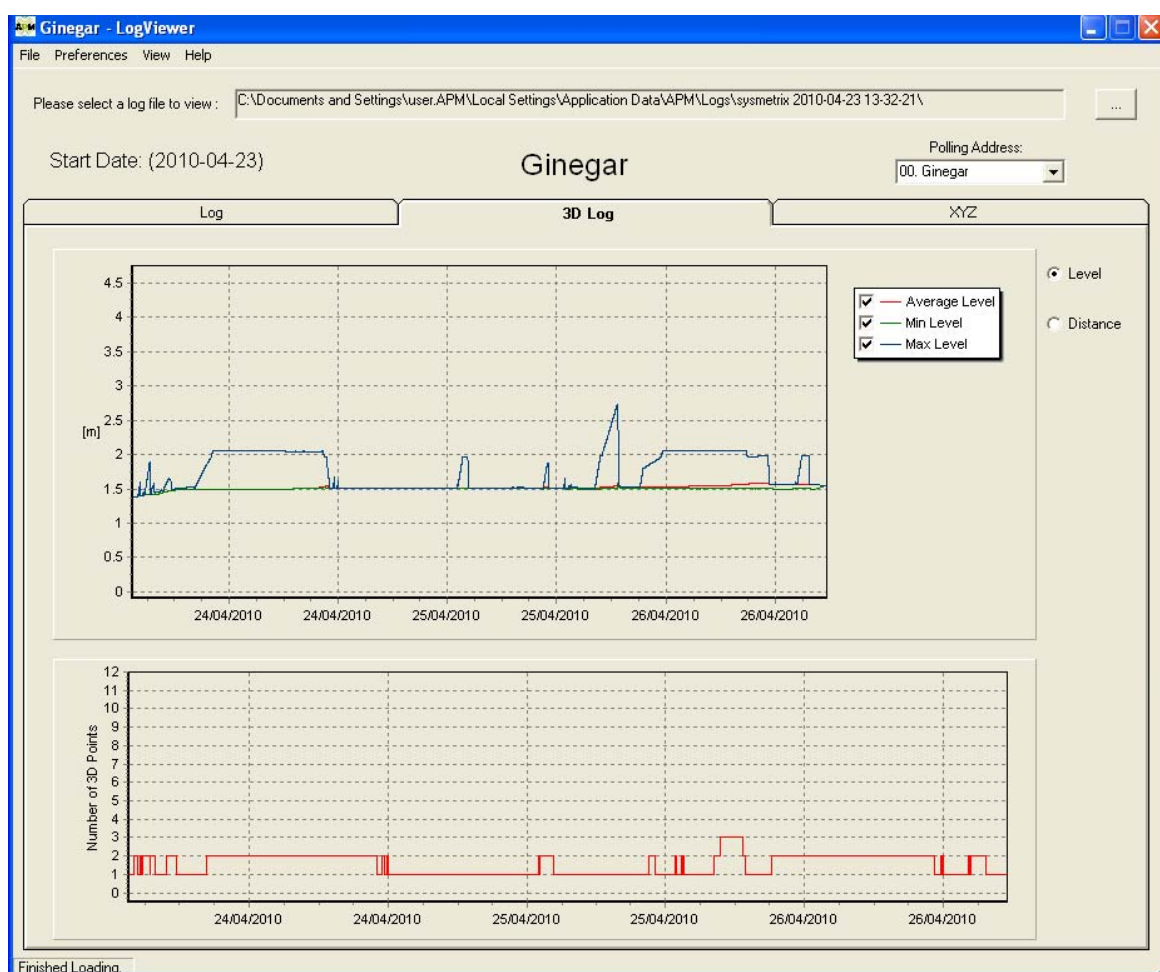 APM Ginegar - LogViewer
File Preferences View Help
Please select a log file to view : C:\Documents and Settings\user.APM\Local Settings\Application Data\APM\Logs\sysmetrix 2010-04-23 13-32-21\ ...
Start Date: (2010-04-23)
Ginegar
Polling Address:
00. Ginegar
Log 3D Log XYZ
4.5
4
3.5
3
2.5
2
1.5
1
0.5
0
[m]
24/04/2010 24/04/2010 25/04/2010 25/04/2010 26/04/2010 26/04/2010
Average Level
Min Level
Max Level
Level
Distance
12
11
10
9
8
7
6
5
4
3
2
1
0
Number of 3D Points
24/04/2010 24/04/2010 25/04/2010 25/04/2010 26/04/2010 26/04/2010
Finished Loading.